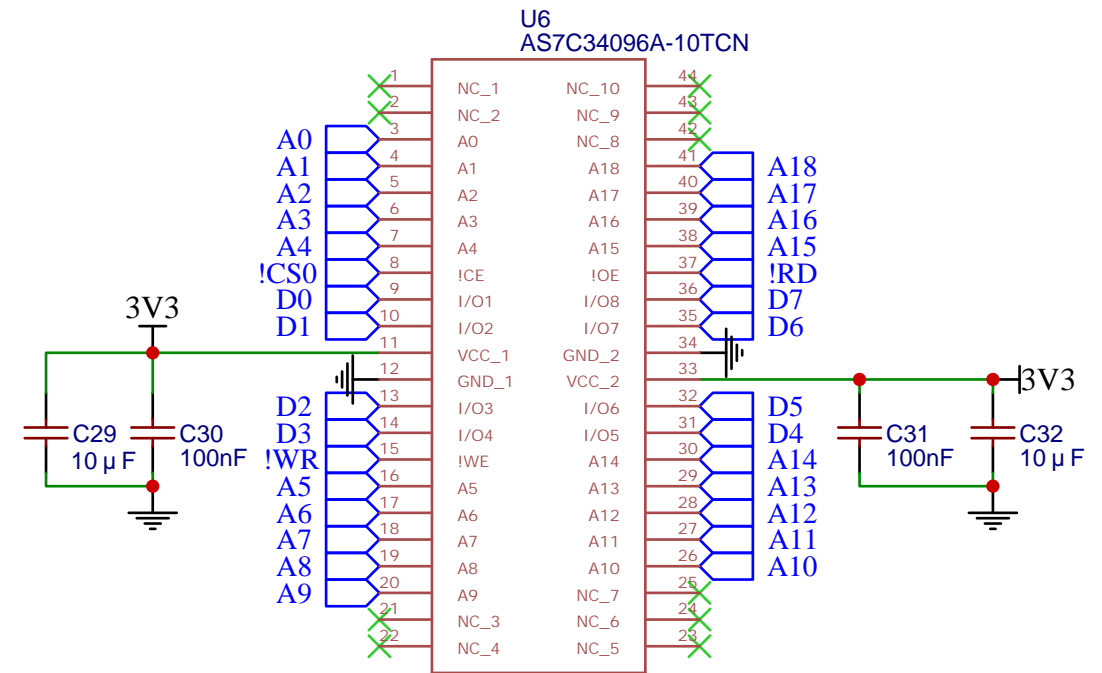 U6
AS7C34096A-10TCN
1 NC_1 NC_10 44
2 NC_2 NC_9 43
A0 3 A0 NC_8 42
A1 4 A1 A18 41 A18
A2 5 A2 A17 40 A17
A3 6 A3 A16 39 A16
A4 7 A4 A15 38 A15
!CS0 8 !CE !OE 37 !RD
D0 9 I/O1 I/O8 36 D7
D1 10 I/O2 I/O7 35 D6
3V3
11 VCC_1 GND_2 34
12 GND_1 VCC_2 33 3V3
D2 13 I/O3 I/O6 32 D5
C29 C30 D3 14 I/O4 I/O5 31 D4 C31 C32
10 µ F 100nF !WR 15 !WE A14 30 A14 100nF 10 µ F
A5 16 A5 A13 29 A13
A6 17 A6 A12 28 A12
A7 18 A7 A11 27 A11
A8 19 A8 A10 26 A10
A9 20 A9 NC_7 25
21 NC_3 NC_6 24
22 NC_4 NC_5 23